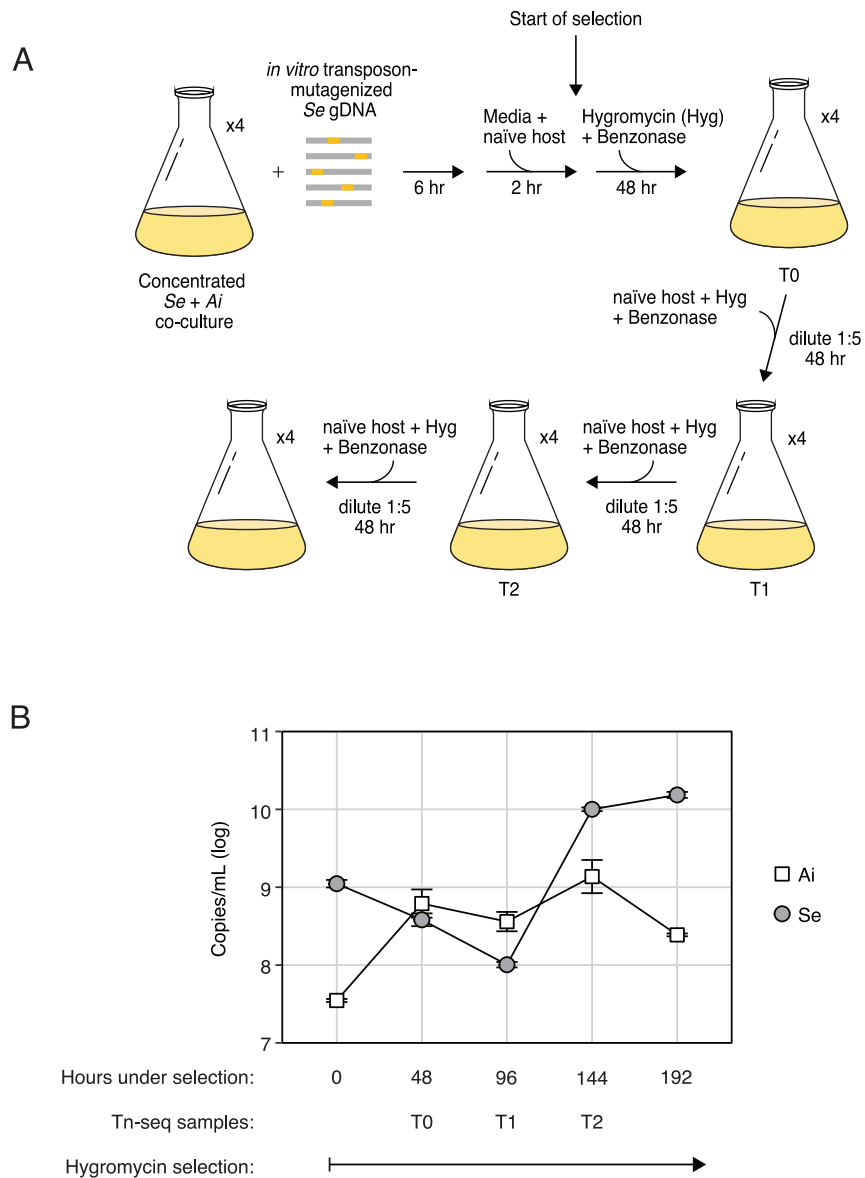 A
Start of selection
in vitro transposon-
mutagenized
Se gDNA
x4
+
6 hr
Media +
naïve host
2 hr
Hygromycin (Hyg)
+ Benzonase
48 hr
x4
Concentrated
Se + Ai
co-culture
T0
naïve host + Hyg
+ Benzonase
dilute 1:5
48 hr
x4
naïve host + Hyg
+ Benzonase
dilute 1:5
48 hr
x4
naïve host + Hyg
+ Benzonase
dilute 1:5
48 hr
x4
T2
T1
B
11
10
9
8
7
Copies/mL (log)
Ai
Se
Hours under selection: 0 48 96 144 192
Tn-seq samples: T0 T1 T2
Hygromycin selection: